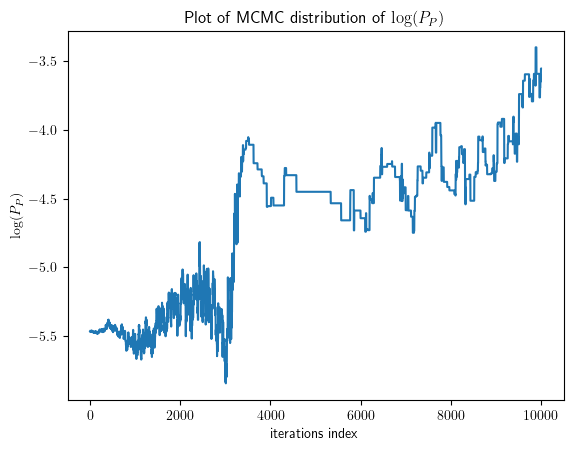 Plot of MCMC distribution of log(P_P)
−3.5
−4.0
−4.5
−5.0
−5.5
log(P_P)
0 2000 4000 6000 8000 10000
iterations index